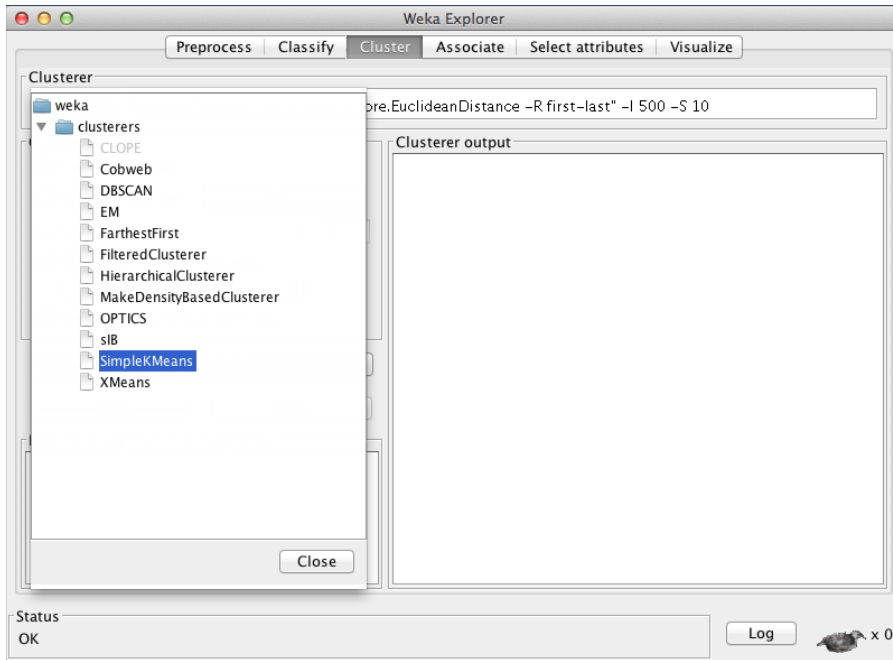 Weka Explorer
Preprocess Classify Cluster Associate Select attributes Visualize
Clusterer
ore.EuclideanDistance -R first-last" -I 500 -S 10
weka
clusterers
CLOPE
Cobweb
DBSCAN
EM
FarthestFirst
FilteredClusterer
HierarchicalClusterer
MakeDensityBasedClusterer
OPTICS
sIB
SimpleKMeans
XMeans
Close
Clusterer output
Status
OK
Log
x 0